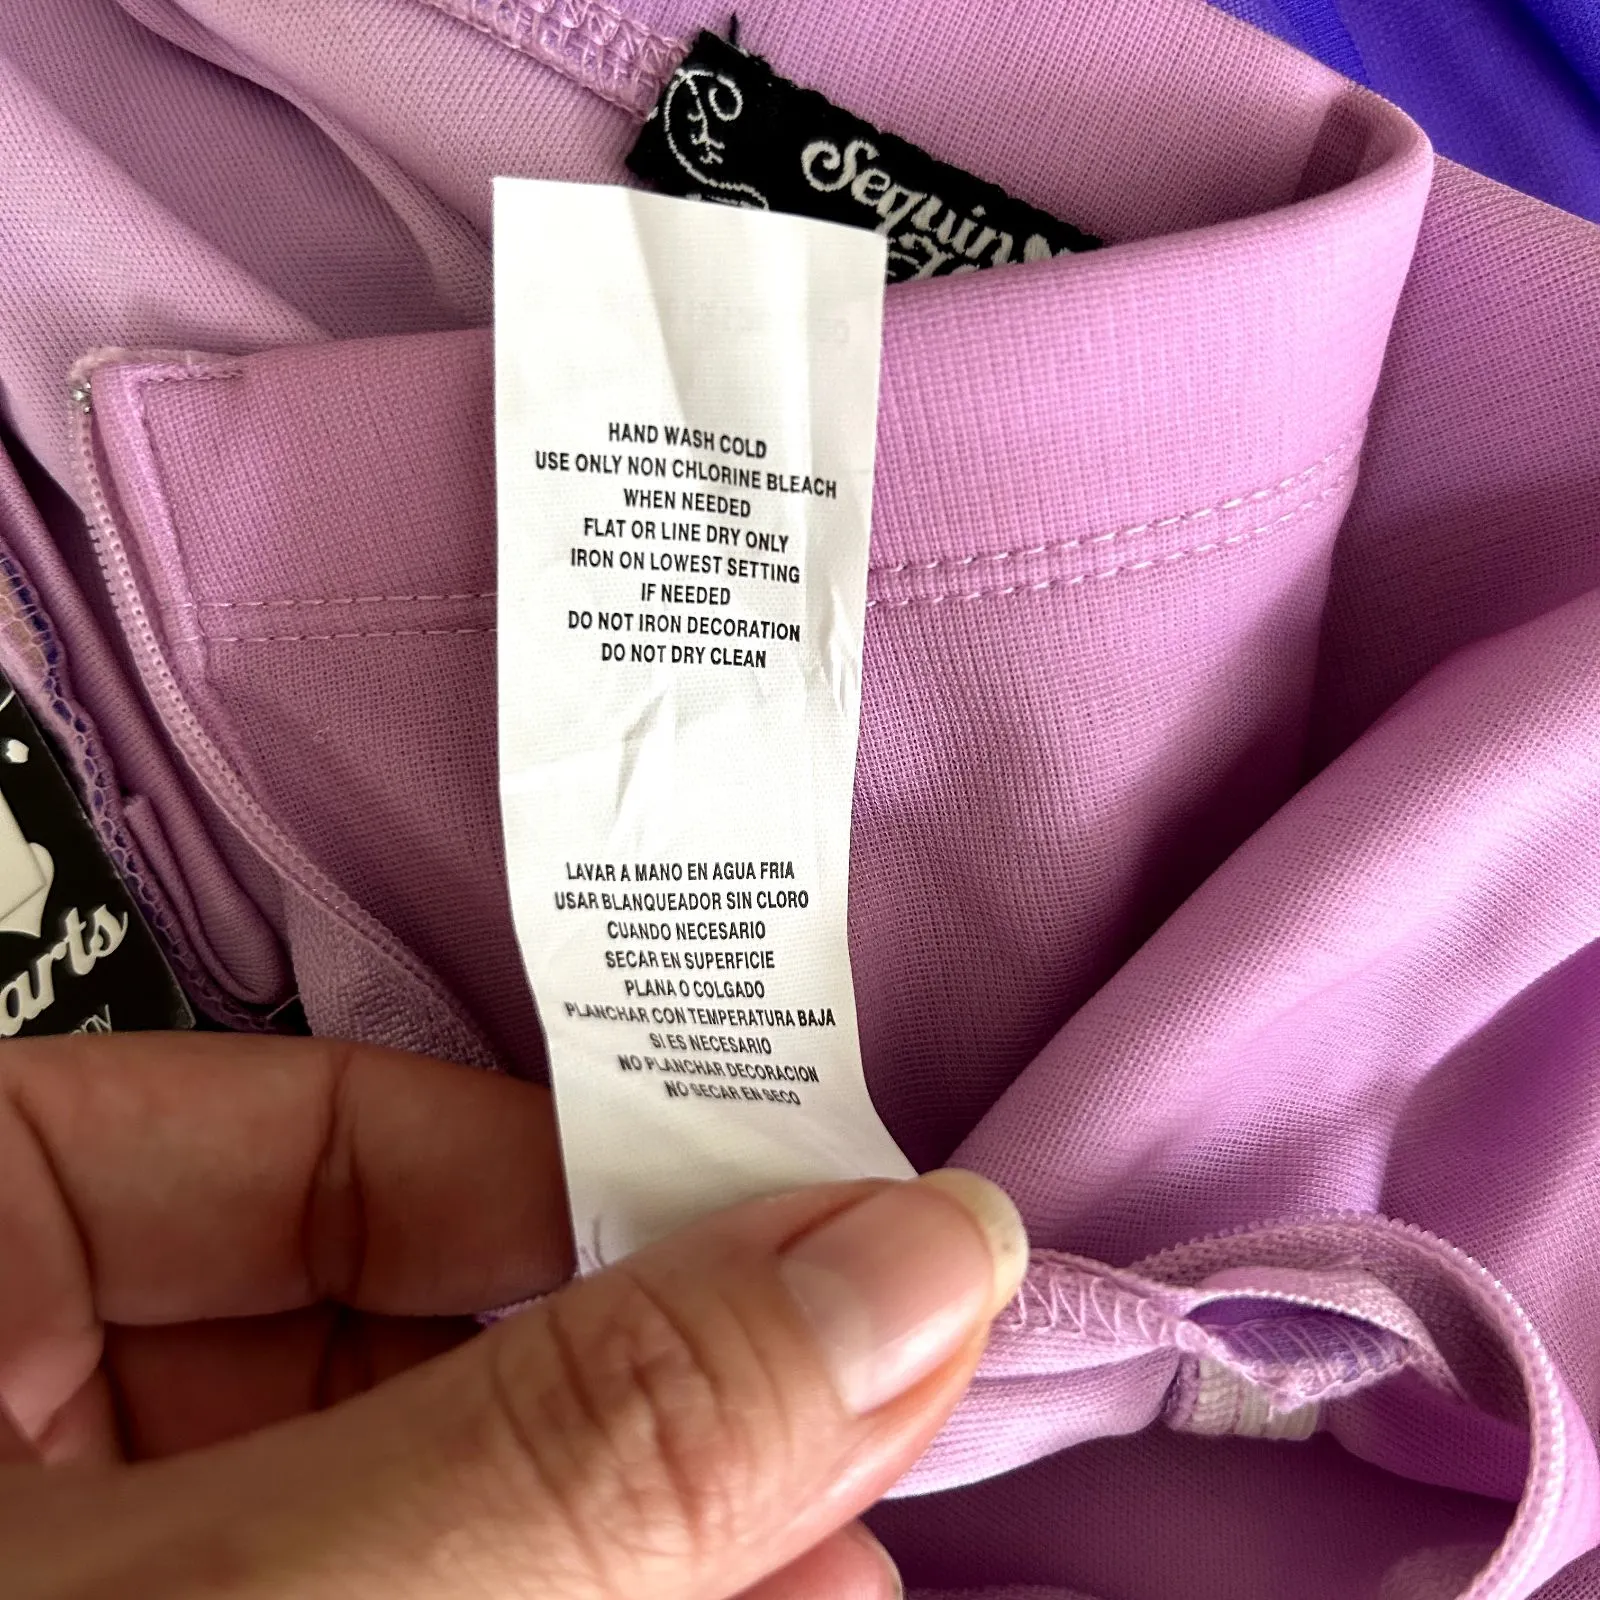 Sequin
HAND WASH COLD
USE ONLY NON CHLORINE BLEACH
WHEN NEEDED
FLAT OR LINE DRY ONLY
IRON ON LOWEST SETTING
IF NEEDED
DO NOT IRON DECORATION
DO NOT DRY CLEAN
LAVAR A MANO EN AGUA FRIA
USAR BLANQUEADOR SIN CLORO
CUANDO NECESARIO
SECAR EN SUPERFICIE
PLANA O COLGADO
PLANCHAR CON TEMPERATURA BAJA
SI ES NECESARIO
NO PLANCHAR DECORACION
NO SECAR EN SECO
arts